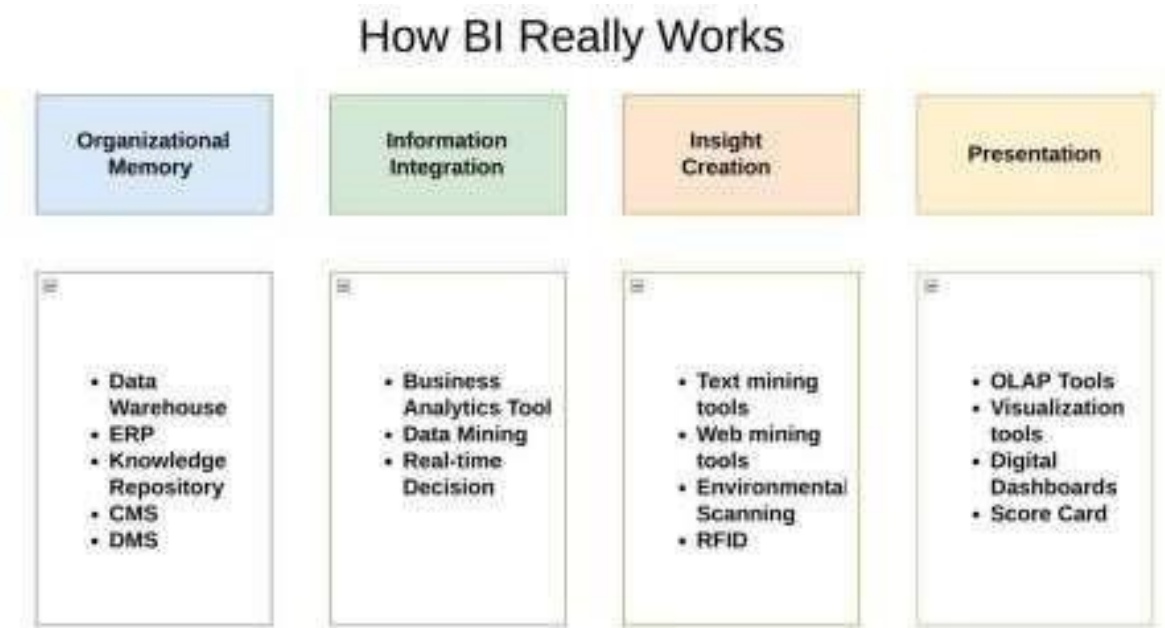 How BI Really Works
Organizational
Memory
Information
Integration
Insight
Creation
Presentation
• Data
Warehouse
• ERP
• Knowledge
Repository
• CMS
• DMS
• Business
Analytics Tool
• Data Mining
• Real-time
Decision
• Text mining
tools
• Web mining
tools
• Environmental
Scanning
• RFID
• OLAP Tools
• Visualization
tools
• Digital
Dashboards
• Score Card